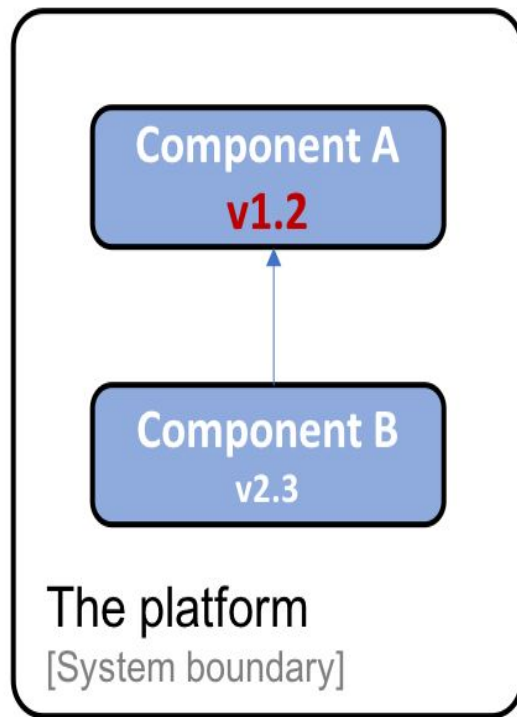 Component A
v1.2
Component B
v2.3
The platform
[System boundary]